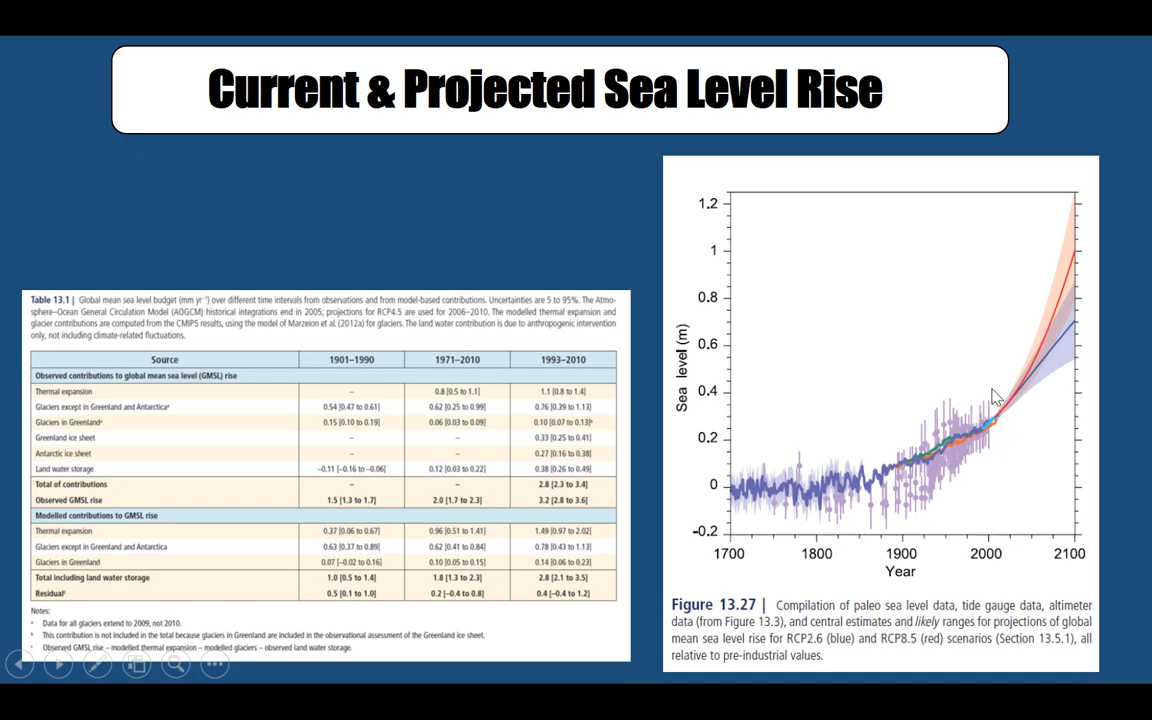 Current & Projected Sea Level Rise
Table 13.1 | Global mean sea level budget (mm yr⁻¹) over different time intervals from observations and from model-based contributions. Uncertainties are 5 to 95%. The Atmo-
sphere–Ocean General Circulation Model (AOGCM) historical integrations end in 2005; projections for RCP4.5 are used for 2006–2010. The modelled thermal expansion and
glacier contributions are computed from the CMIP5 results, using the model of Marzeion et al. (2012a) for glaciers. The land water contribution is due to anthropogenic intervention
only, not including climate-related fluctuations.
Source 1901–1990 1971–2010 1993–2010
Observed contributions to global mean sea level (GMSL) rise
Thermal expansion – 0.8 [0.5 to 1.1] 1.1 [0.8 to 1.4]
Glaciers except in Greenland and Antarcticaᵃ 0.54 [0.47 to 0.61] 0.62 [0.25 to 0.99] 0.76 [0.39 to 1.13]
Glaciers in Greenlandᵃ 0.15 [0.10 to 0.19] 0.06 [0.03 to 0.09] 0.10 [0.07 to 0.13]ᵇ
Greenland ice sheet – – 0.33 [0.25 to 0.41]
Antarctic ice sheet – – 0.27 [0.16 to 0.38]
Land water storage –0.11 [–0.16 to –0.06] 0.12 [0.03 to 0.22] 0.38 [0.26 to 0.49]
Total of contributions – – 2.8 [2.3 to 3.4]
Observed GMSL rise 1.5 [1.3 to 1.7] 2.0 [1.7 to 2.3] 3.2 [2.8 to 3.6]
Modelled contributions to GMSL rise
Thermal expansion 0.37 [0.06 to 0.67] 0.96 [0.51 to 1.41] 1.49 [0.97 to 2.02]
Glaciers except in Greenland and Antarctica 0.63 [0.37 to 0.89] 0.62 [0.41 to 0.84] 0.78 [0.43 to 1.13]
Glaciers in Greenland 0.07 [–0.02 to 0.16] 0.10 [0.05 to 0.15] 0.14 [0.06 to 0.23]
Total including land water storage 1.0 [0.5 to 1.4] 1.8 [1.3 to 2.3] 2.8 [2.1 to 3.5]
Residualᶜ 0.5 [0.1 to 1.0] 0.2 [–0.4 to 0.8] 0.4 [–0.4 to 1.2]
Notes:
ᵃ Data for all glaciers extend to 2009, not 2010.
ᵇ This contribution is not included in the total because glaciers in Greenland are included in the observational assessment of the Greenland ice sheet.
ᶜ Observed GMSL rise – modelled thermal expansion – modelled glaciers – observed land water storage.
1.2
1
0.8
0.6
0.4
0.2
0
-0.2
Sea level (m)
1700 1800 1900 2000 2100
Year
Figure 13.27 | Compilation of paleo sea level data, tide gauge data, altimeter
data (from Figure 13.3), and central estimates and likely ranges for projections of global
mean sea level rise for RCP2.6 (blue) and RCP8.5 (red) scenarios (Section 13.5.1), all
relative to pre-industrial values.